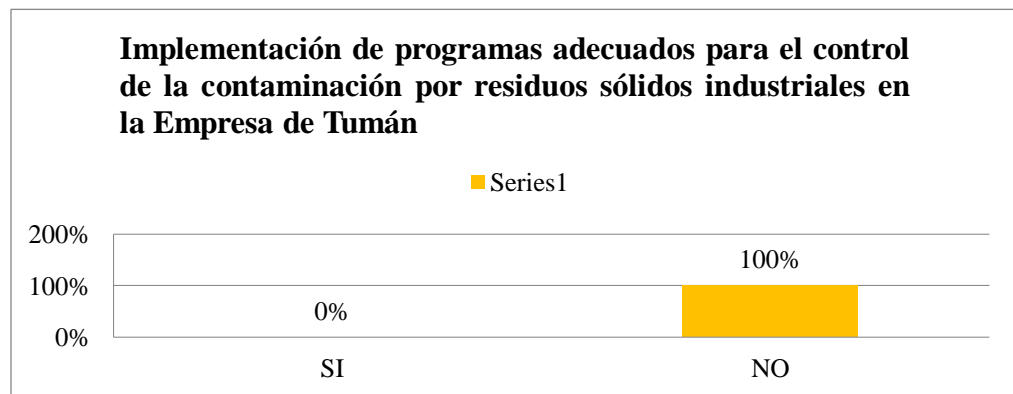 Implementación de programas adecuados para el control
de la contaminación por residuos sólidos industriales en
la Empresa de Tumán
Series1
200%
100%
100%
0%
0%
SI
NO